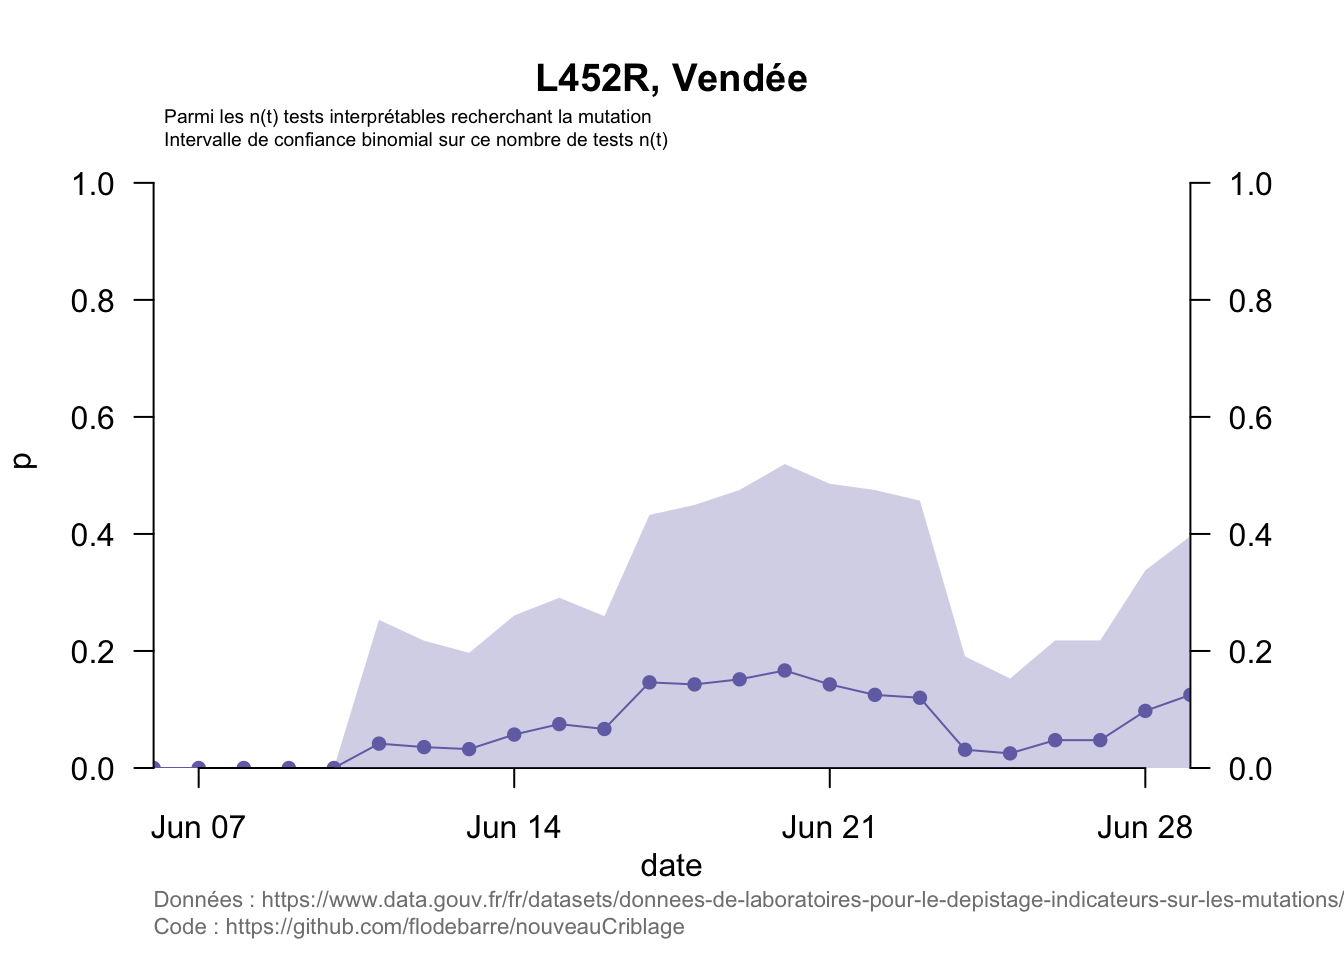 L452R, Vendée
Parmi les n(t) tests interprétables recherchant la mutation
Intervalle de confiance binomial sur ce nombre de tests n(t)
1.0 1.0
0.8 0.8
0.6 0.6
p
0.4 0.4
0.2 0.2
0.0 0.0
Jun 07 Jun 14 Jun 21 Jun 28
date
Données : https://www.data.gouv.fr/fr/datasets/donnees-de-laboratoires-pour-le-depistage-indicateurs-sur-les-mutations/
Code : https://github.com/flodebarre/nouveauCriblage